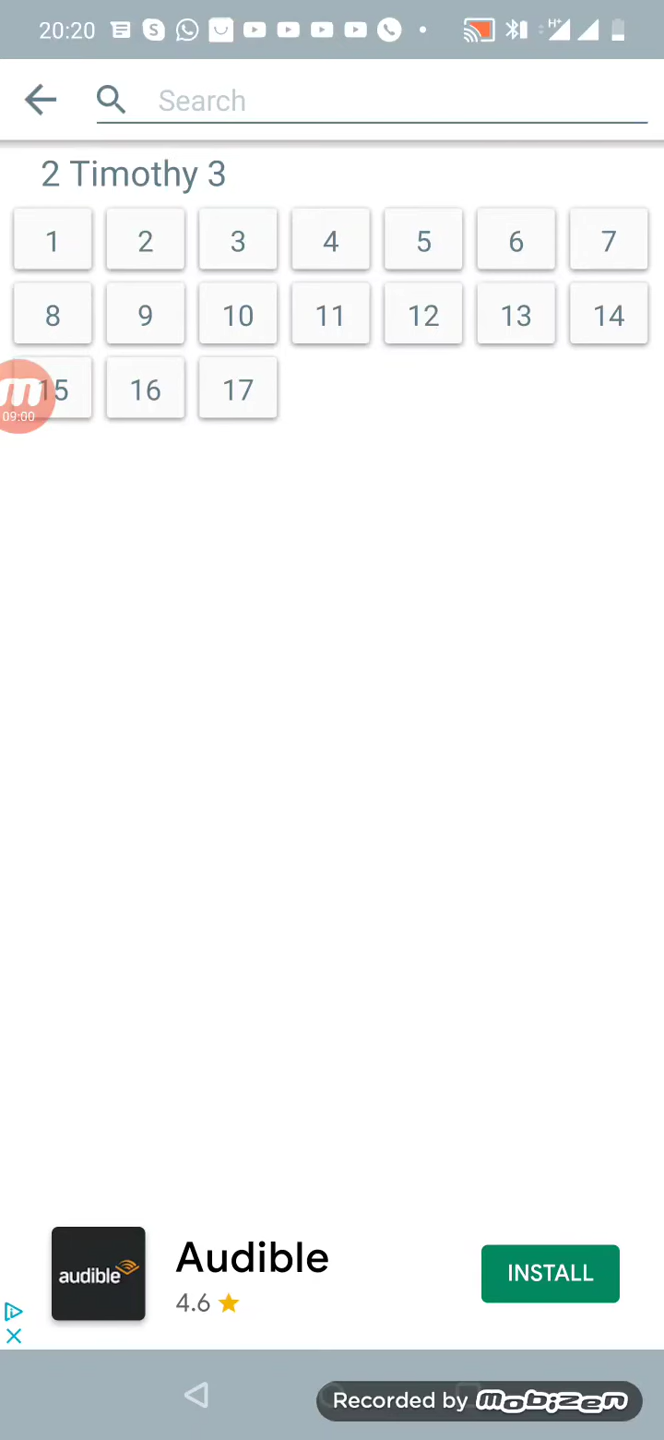 20:20 H+
Search
2 Timothy 3
1 2 3 4 5 6 7
8 9 10 11 12 13 14
15 16 17
09:00
audible
Audible
4.6
INSTALL
Recorded by mobizen